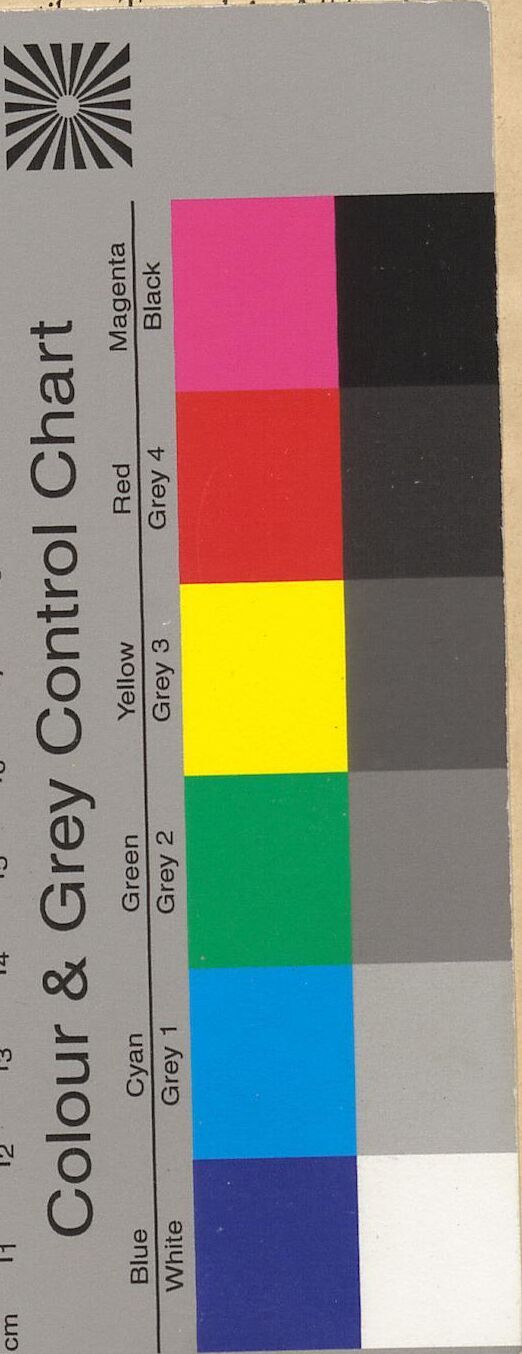 Colour & Grey Control Chart
Blue Cyan Green Yellow Red Magenta
White Grey 1 Grey 2 Grey 3 Grey 4 Black
cm 11 12 13 14